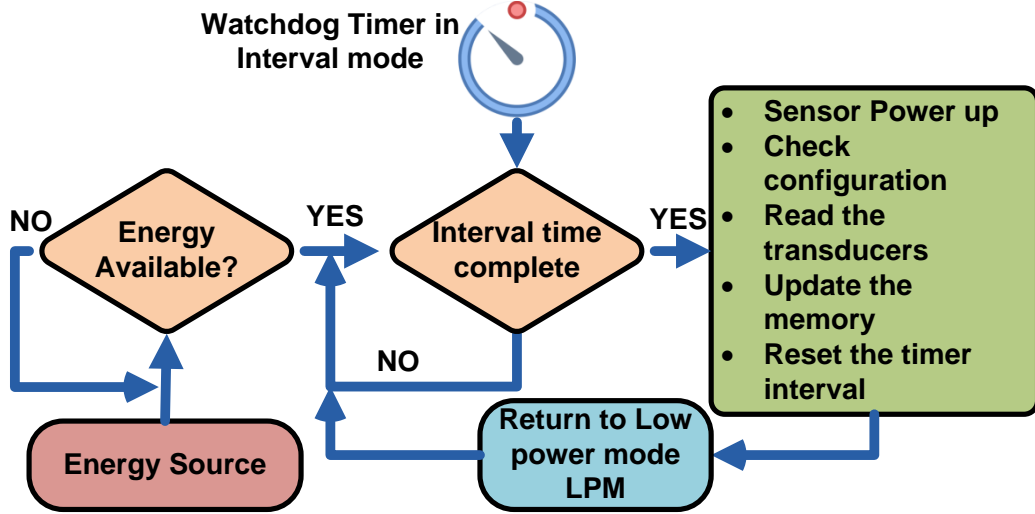 Watchdog Timer in
Interval mode
NO
Energy
Available?
YES
Interval time
complete
YES
• Sensor Power up
• Check
configuration
• Read the
transducers
• Update the
memory
• Reset the timer
interval
NO
Energy Source
Return to Low
power mode
LPM